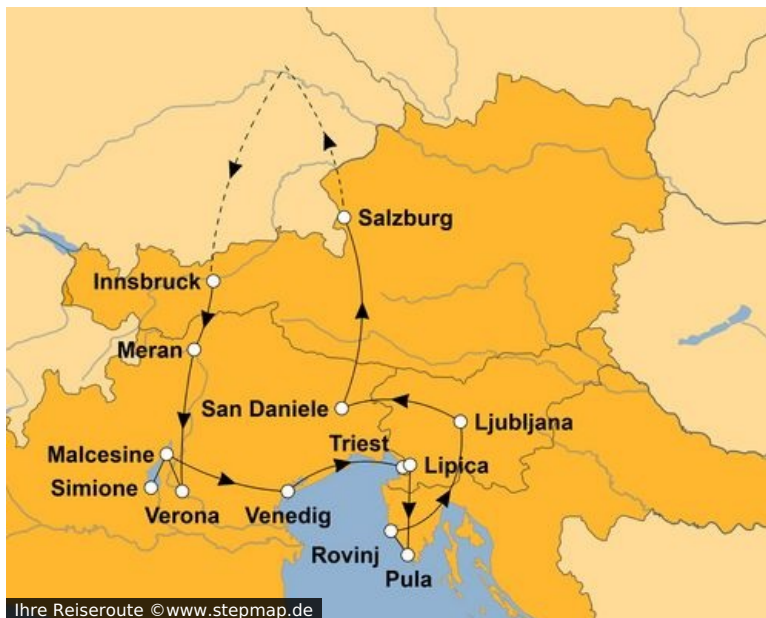 Salzburg
Innsbruck
Meran
San Daniele
Ljubljana
Triest
Malcesine
Lipica
Simione
Verona
Venedig
Rovinj
Pula
Ihre Reiseroute ©www.stepmap.de